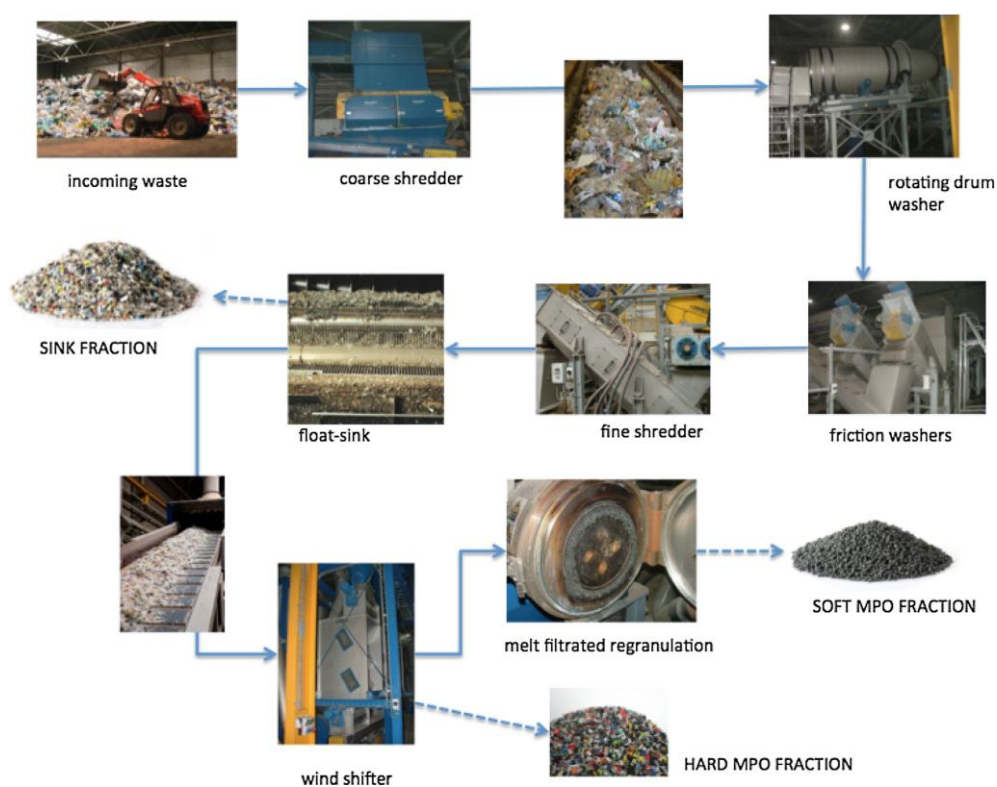 incoming waste
coarse shredder
rotating drum
washer
SINK FRACTION
float-sink
fine shredder
friction washers
melt filtrated regranulation
SOFT MPO FRACTION
wind shifter
HARD MPO FRACTION